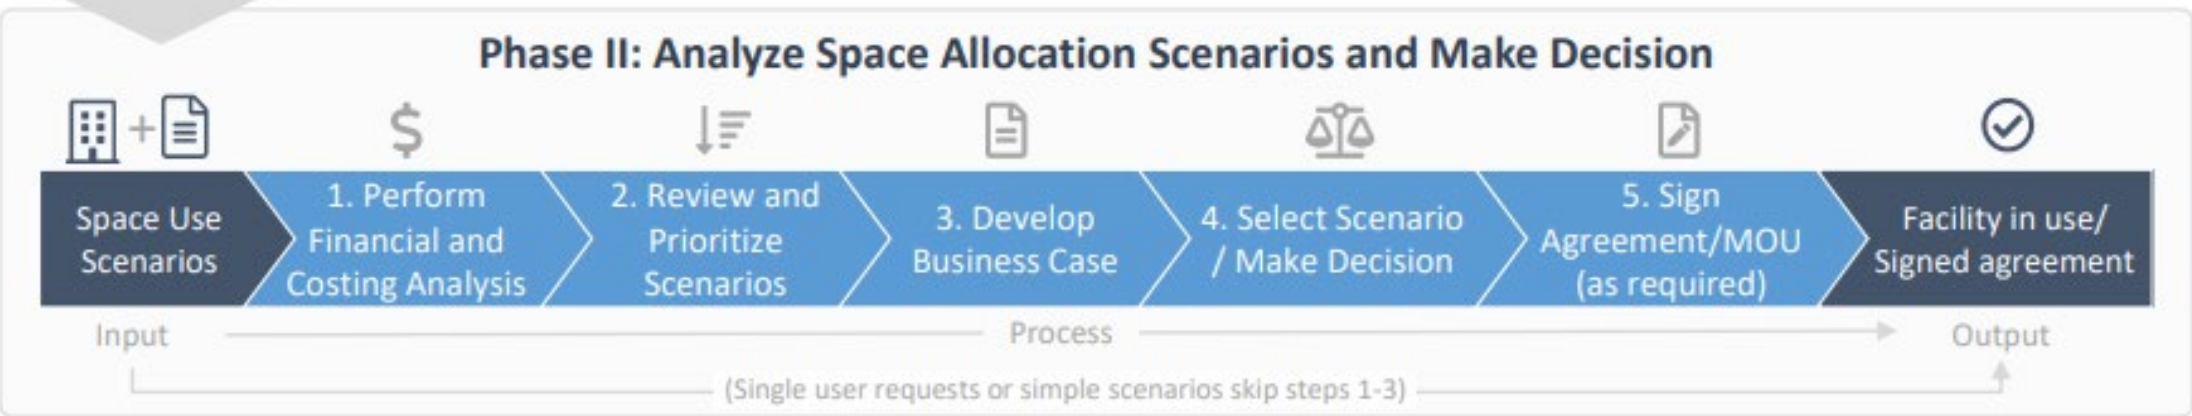 Phase II: Analyze Space Allocation Scenarios and Make Decision
$
Space Use
Scenarios
1. Perform
Financial and
Costing Analysis
2. Review and
Prioritize
Scenarios
3. Develop
Business Case
4. Select Scenario
/ Make Decision
5. Sign
Agreement/MOU
(as required)
Facility in use/
Signed agreement
Input
Process
Output
(Single user requests or simple scenarios skip steps 1-3)